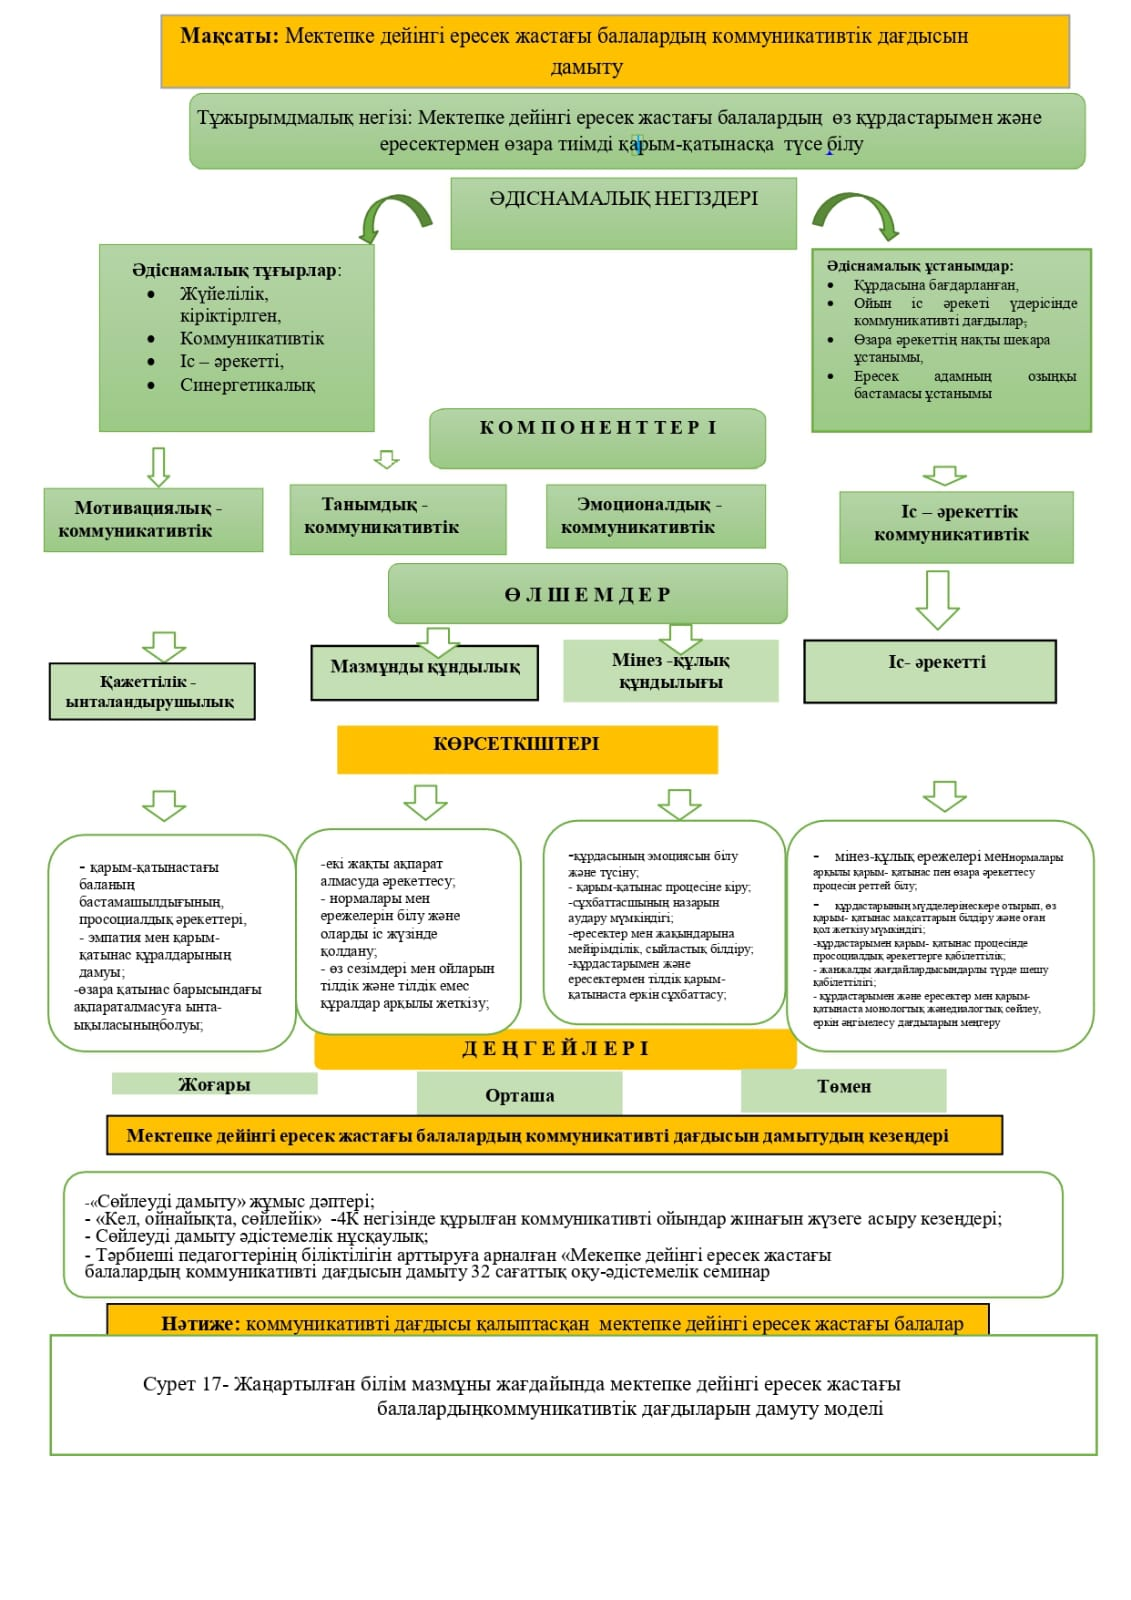 Мақсаты: Мектепке дейінгі ересек жастағы балалардың коммуникативтік дағдысын
дамыту
Тұжырымдмалық негізі: Мектепке дейінгі ересек жастағы балалардың өз құрдастарымен және
ересектермен өзара тиімді қарым-қатынасқа түсе білу
ӘДІСНАМАЛЫҚ НЕГІЗДЕРІ
Әдіснамалық тұғырлар:
• Жүйелілік,
кіріктірлген,
• Коммуникативтік
• Іс – әрекетті,
• Синергетикалық
Әдіснамалық ұстанымдар:
• Құрдасына бағдарланған,
• Ойын іс әрекеті үдерісінде
коммуникативті дағдылар;
• Өзара әрекеттің нақты шекара
ұстанымы,
• Ересек адамның озыңқы
бастамасы ұстанымы
К О М П О Н Е Н Т Т Е Р І
Мотивациялық -
коммуникативтік
Танымдық -
коммуникативтік
Эмоционалдық -
коммуникативтік
Іс – әрекеттік
коммуникативтік
Ө Л Ш Е М Д Е Р
Қажеттілік -
ынталандырушылық
Мазмұнды құндылық
Мінез -құлық
құндылығы
Іс- әрекетті
КӨРСЕТКІШТЕРІ
- қарым-қатынастағы
баланың
бастамашылдығының,
просоциалдық әрекеттері,
- эмпатия мен қарым-
қатынас құралдарының
дамуы;
-өзара қатынас барысындағы
ақпараталмасуға ынта-
ықыласыныңболуы;
-екі жақты ақпарат
алмасуда әрекеттесу;
- нормалары мен
ережелерін білу және
оларды іс жүзінде
қолдану;
- өз сезімдері мен ойларын
тілдік және тілдік емес
құралдар арқылы жеткізу;
-құрдасының эмоциясын білу
және түсіну;
- қарым-қатынас процесіне кіру;
-сұхбаттасшының назарын
аудару мүмкіндігі;
-ересектер мен жақындарына
мейірімділік, сыйластық білдіру;
-құрдастарымен және
ересектермен тілдік қарым-
қатынаста еркін сұхбаттасу;
- мінез-құлық ережелері меннормалары
арқылы қарым- қатынас пен өзара әрекеттесу
процесін реттей білу;
- құрдастарының мүдделерінескере отырып, өз
қарым- қатынас мақсаттарын білдіру және оған
қол жеткізу мүмкіндігі;
-құрдастарымен қарым- қатынас процесінде
просоциалдық әрекеттерге қабілеттілік;
- жанжалды жағдайлардысындарлы түрде шешу
қабілеттілігі;
- құрдастарымен және ересектер мен қарым-
қатынаста монологтық жәнедиалогтық сөйлеу,
еркін әңгімелесу дағдыларын меңгеру
Д Е Ң Г Е Й Л Е Р І
Жоғары
Орташа
Төмен
Мектепке дейінгі ересек жастағы балалардың коммуникативті дағдысын дамытудың кезеңдері
-«Сөйлеуді дамыту» жұмыс дәптері;
- «Кел, ойнайықта, сөйлейік» -4К негізінде құрылған коммуникативті ойындар жинағын жүзеге асыру кезеңдері;
- Сөйлеуді дамыту әдістемелік нұсқаулық;
- Тәрбиеші педагогтерінің біліктілігін арттыруға арналған «Мекепке дейінгі ересек жастағы
балалардың коммуникативті дағдысын дамыту 32 сағаттық оқу-әдістемелік семинар
Нәтиже: коммуникативті дағдысы қалыптасқан мектепке дейінгі ересек жастағы балалар
Сурет 17- Жаңартылған білім мазмұны жағдайында мектепке дейінгі ересек жастағы
балалардыңкоммуникативтік дағдыларын дамуту моделі